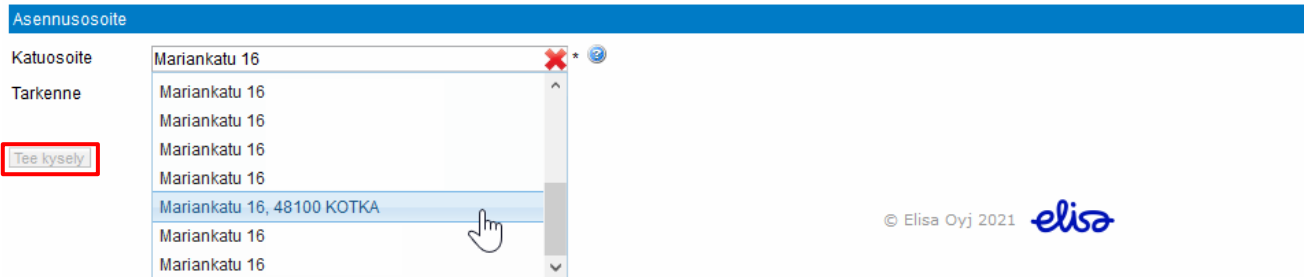 Asennusosoite
Katuosoite Mariankatu 16 *
Tarkenne Mariankatu 16
Mariankatu 16
Mariankatu 16
Tee kysely
Mariankatu 16
Mariankatu 16, 48100 KOTKA
Mariankatu 16
Mariankatu 16
© Elisa Oyj 2021 elisa